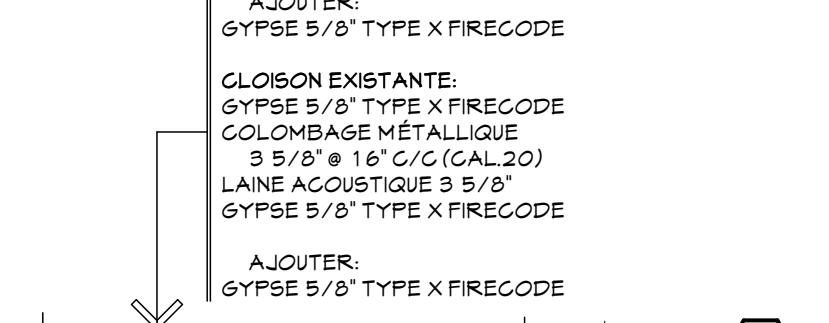 AJOUTER:
GYPSE 5/8" TYPE X FIRECODE
CLOISON EXISTANTE:
GYPSE 5/8" TYPE X FIRECODE
COLOMBAGE MÉTALLIQUE
3 5/8" @ 16" C/C (CAL.20)
LAINE ACOUSTIQUE 3 5/8"
GYPSE 5/8" TYPE X FIRECODE
AJOUTER:
GYPSE 5/8" TYPE X FIRECODE